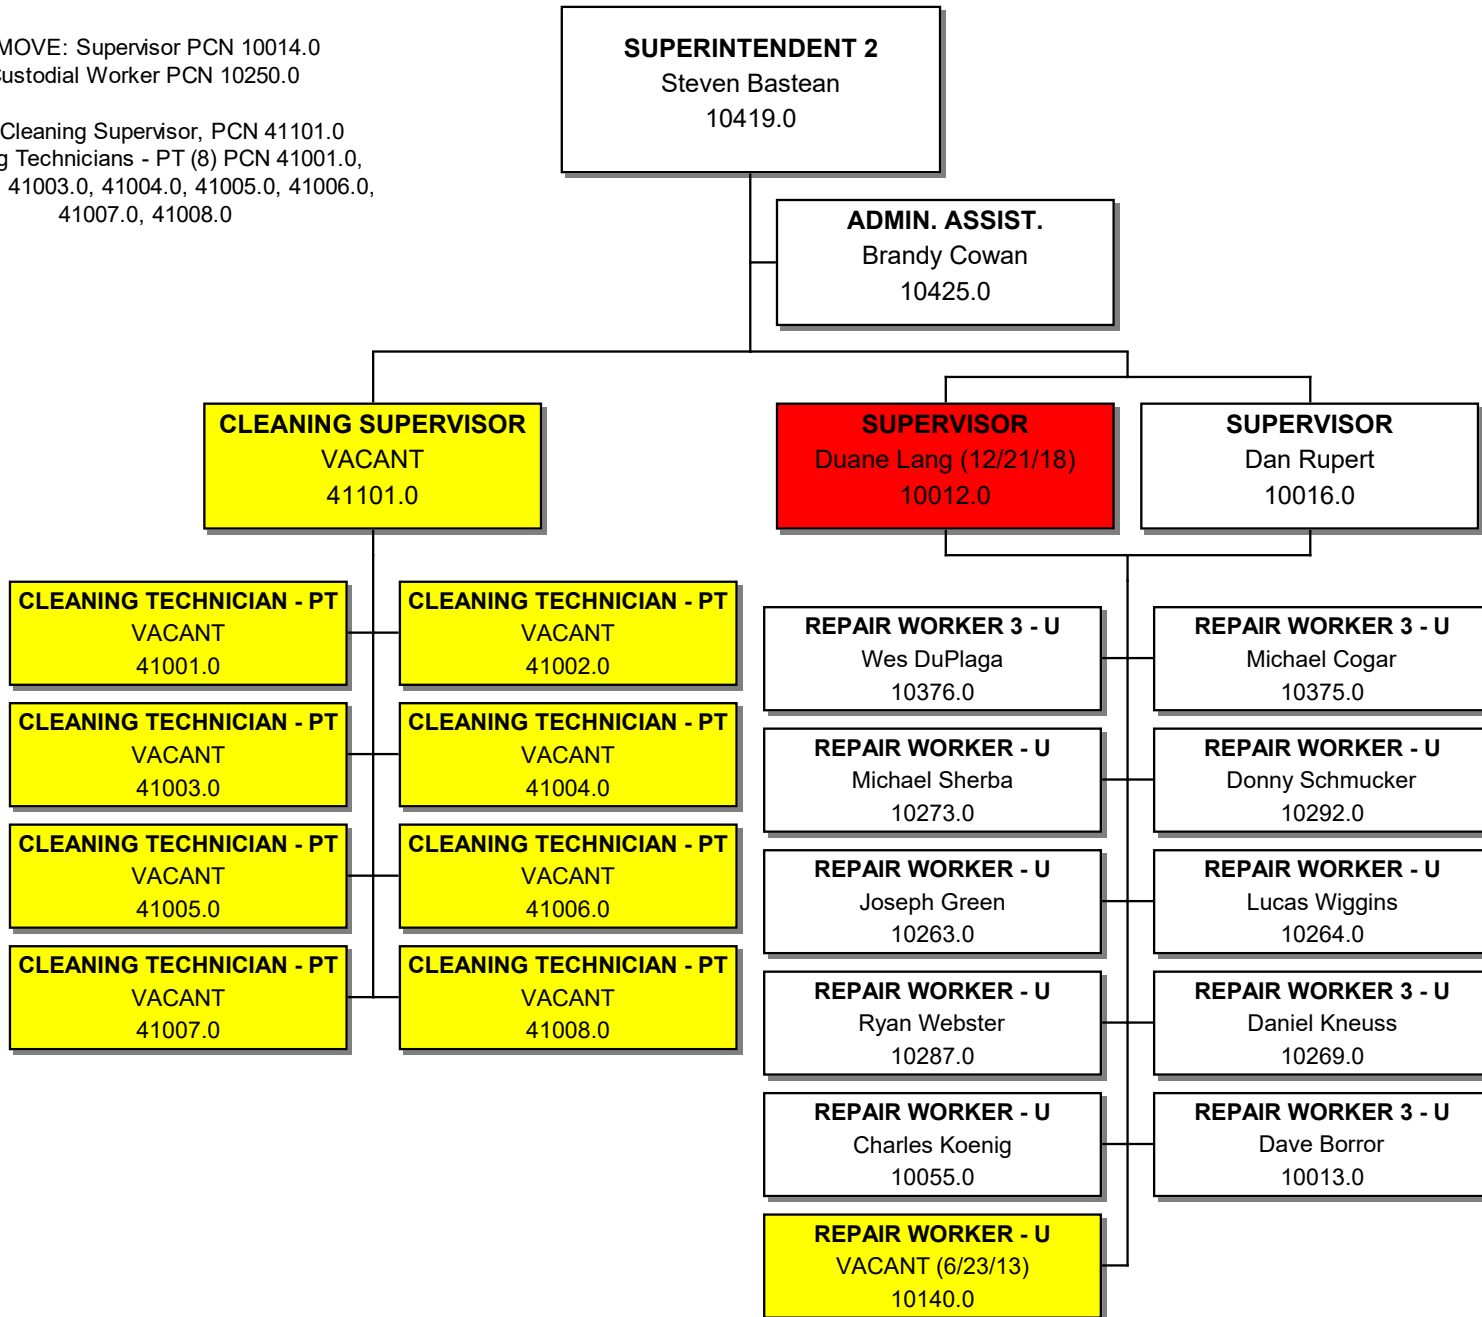 MOVE: Supervisor PCN 10014.0
ustodial Worker PCN 10250.0
Cleaning Supervisor, PCN 41101.0
g Technicians - PT (8) PCN 41001.0,
41003.0, 41004.0, 41005.0, 41006.0,
41007.0, 41008.0
SUPERINTENDENT 2
Steven Bastean
10419.0
ADMIN. ASSIST.
Brandy Cowan
10425.0
CLEANING SUPERVISOR
VACANT
41101.0
SUPERVISOR
Duane Lang (12/21/18)
10012.0
SUPERVISOR
Dan Rupert
10016.0
CLEANING TECHNICIAN - PT
VACANT
41001.0
CLEANING TECHNICIAN - PT
VACANT
41002.0
CLEANING TECHNICIAN - PT
VACANT
41003.0
CLEANING TECHNICIAN - PT
VACANT
41004.0
CLEANING TECHNICIAN - PT
VACANT
41005.0
CLEANING TECHNICIAN - PT
VACANT
41006.0
CLEANING TECHNICIAN - PT
VACANT
41007.0
CLEANING TECHNICIAN - PT
VACANT
41008.0
REPAIR WORKER 3 - U
Wes DuPlaga
10376.0
REPAIR WORKER 3 - U
Michael Cogar
10375.0
REPAIR WORKER - U
Michael Sherba
10273.0
REPAIR WORKER - U
Donny Schmucker
10292.0
REPAIR WORKER - U
Joseph Green
10263.0
REPAIR WORKER - U
Lucas Wiggins
10264.0
REPAIR WORKER - U
Ryan Webster
10287.0
REPAIR WORKER 3 - U
Daniel Kneuss
10269.0
REPAIR WORKER - U
Charles Koenig
10055.0
REPAIR WORKER 3 - U
Dave Borror
10013.0
REPAIR WORKER - U
VACANT (6/23/13)
10140.0